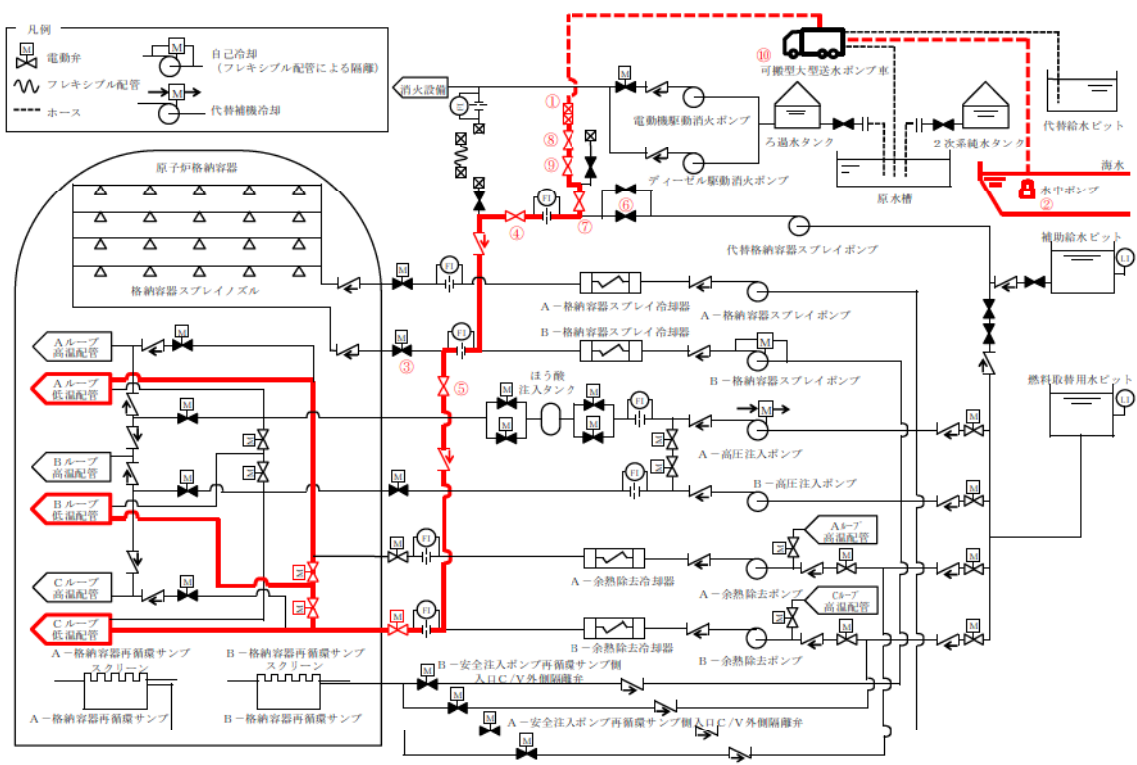 凡例
M
電動弁
フレキシブル配管
ホース
M
自己冷却
(フレキシブル配管による隔離)
M
代替補機冷却
⑩
可搬型大型送水ポンプ車
消火設備
M
FI
①
⑧
⑨
電動機駆動消火ポンプ
ディーゼル駆動消火ポンプ
ろ過水タンク
2次系純水タンク
原水槽
代替給水ピット
海水
水中ポンプ
②
原子炉格納容器
格納容器スプレイノズル
FI
④
⑦
⑥
代替格納容器スプレイポンプ
補助給水ピット
LI
M
FI
A-格納容器スプレイ冷却器
A-格納容器スプレイポンプ
B-格納容器スプレイ冷却器
M
③
FI
M
B-格納容器スプレイポンプ
⑤
Aループ
高温配管
M
Aループ
低温配管
M
ほう酸
注入タンク
M
M
M
M
FI
M
A-高圧注入ポンプ
M
燃料取替用水ピット
LI
M
M
Bループ
高温配管
M
M
M
M
FI
B-高圧注入ポンプ
M
Bループ
低温配管
M
FI
A-余熱除去冷却器
A-余熱除去ポンプ
Aループ
高温配管
M
M
M
Cループ
高温配管
M
M
M
Cループ
低温配管
M
FI
B-余熱除去冷却器
B-余熱除去ポンプ
Cループ
高温配管
M
M
M
A-格納容器再循環サンプ
スクリーン
A-格納容器再循環サンプ
B-格納容器再循環サンプ
スクリーン
B-格納容器再循環サンプ
B-安全注入ポンプ再循環サンプ側
入口C/V外側隔離弁
M
M
M
A-安全注入ポンプ再循環サンプ側入口C/V外側隔離弁
M